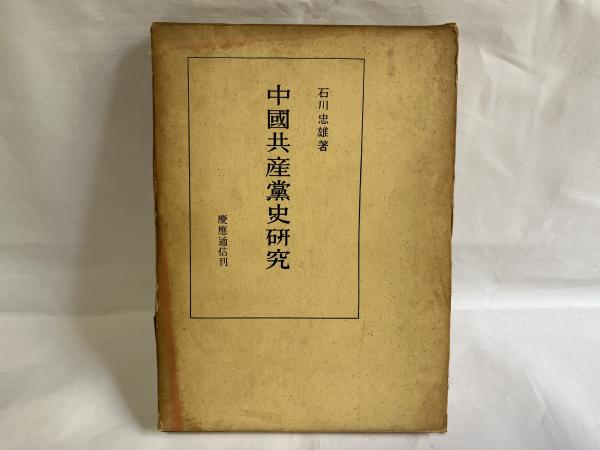 石川忠雄著
中國共産黨史研究
慶應通信刊